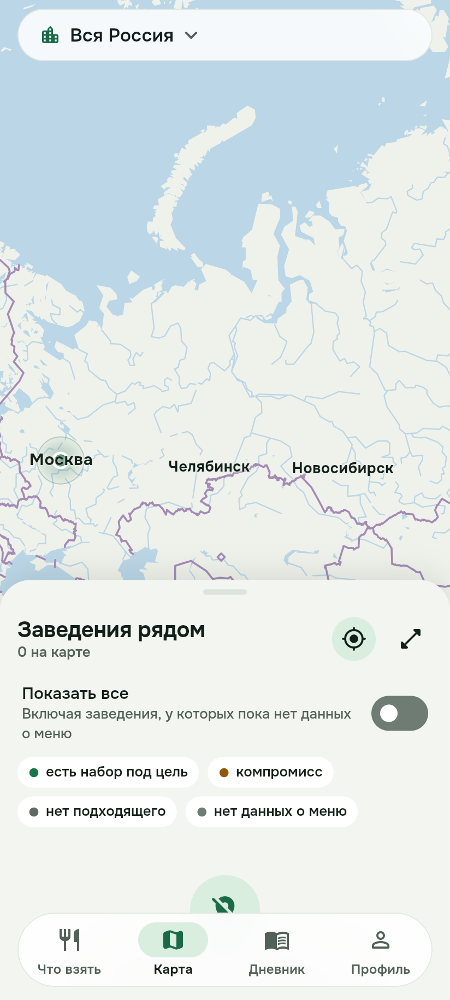 Вся Россия
Москва
Челябинск
Новосибирск
Заведения рядом
0 на карте
Показать все
Включая заведения, у которых пока нет данных
о меню
есть набор под цель
компромисс
нет подходящего
нет данных о меню
Что взять
Карта
Дневник
Профиль